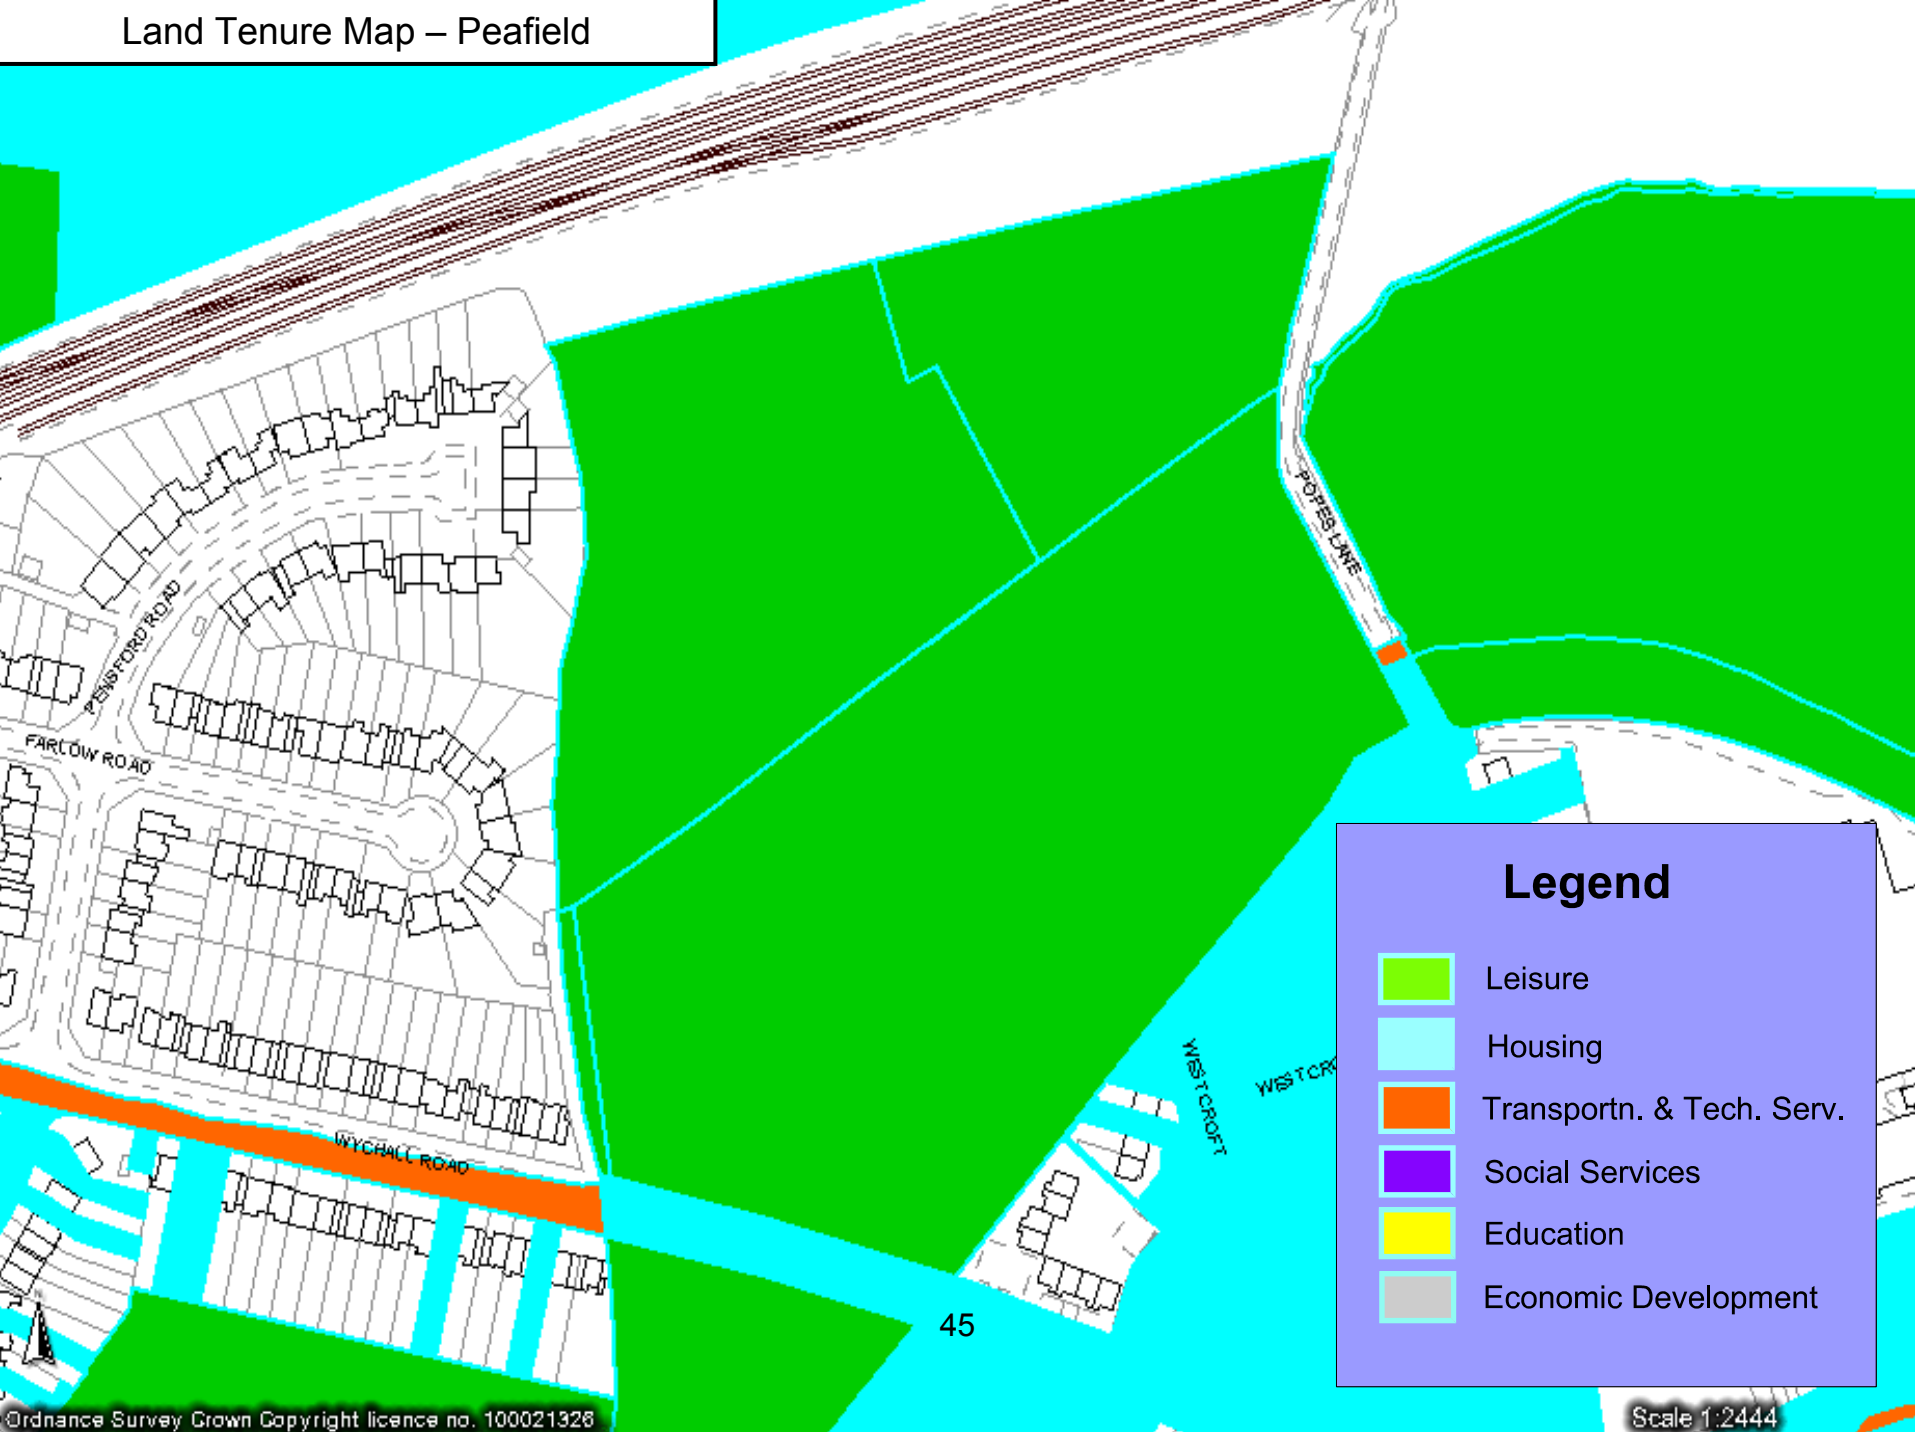 Land Tenure Map – Peafield
POPES LANE
PENSFORD ROAD
FARLOW ROAD
Legend
Leisure
Housing
WESTCROFT
Transportn. & Tech. Serv.
WYCHALL ROAD
Social Services
Education
Economic Development
45
Ordnance Survey Crown Copyright licence no. 100021326
Scale 1:2444